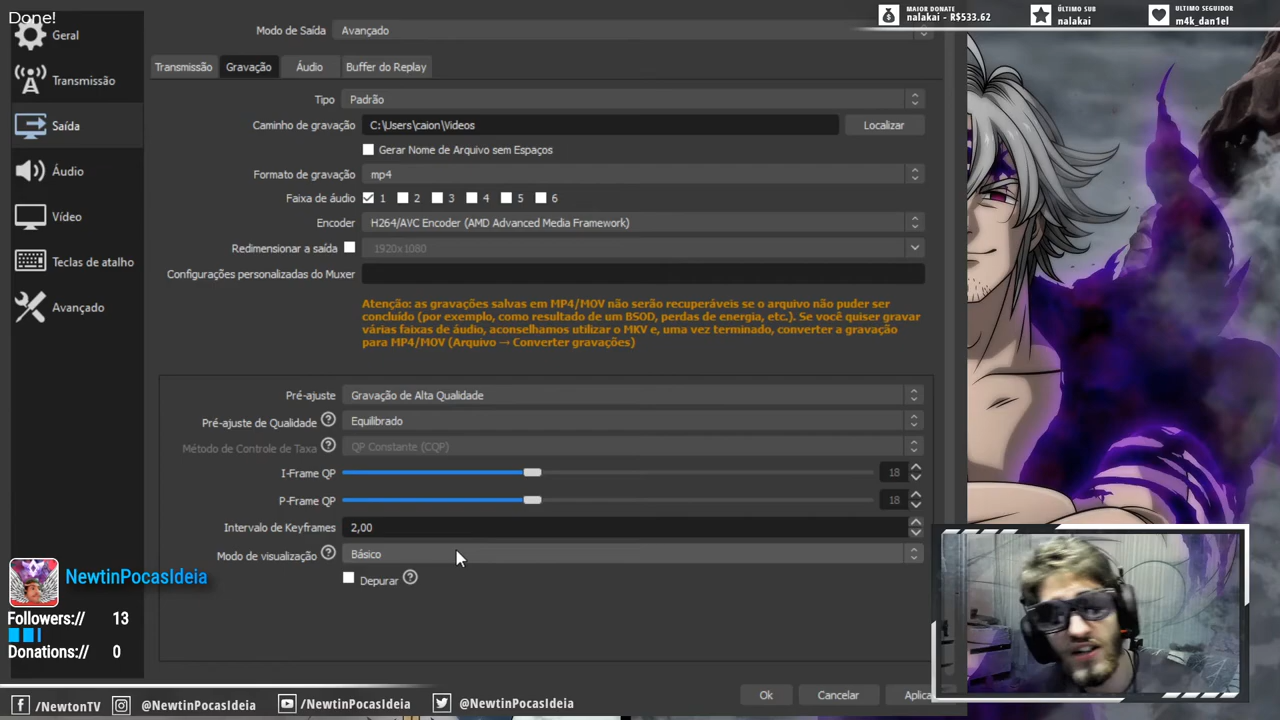 Done!
MAIOR DONATE
nalakai - R$533.62
ÚLTIMO SUB
nalakai
ULTIMO SEGUIDOR
m4k_dan1el
Geral
Transmissão
Saída
Áudio
Vídeo
Teclas de atalho
Avançado
Modo de Saída Avançado
Transmissão Gravação Áudio Buffer do Replay
Tipo Padrão
Caminho de gravação C:\Users\caion\Videos Localizar
Gerar Nome de Arquivo sem Espaços
Formato de gravação mp4
Faixa de áudio 1 2 3 4 5 6
Encoder H264/AVC Encoder (AMD Advanced Media Framework)
Redimensionar a saída 1920x1080
Configurações personalizadas do Muxer
Atenção: as gravações salvas em MP4/MOV não serão recuperáveis se o arquivo não puder ser
concluído (por exemplo, como resultado de um BSOD, perdas de energia, etc.). Se você quiser gravar
várias faixas de áudio, aconselhamos utilizar o MKV e, uma vez terminado, converter a gravação
para MP4/MOV (Arquivo → Converter gravações)
Pré-ajuste Gravação de Alta Qualidade
Pré-ajuste de Qualidade ? Equilibrado
Método de Controle de Taxa ? QP Constante (CQP)
I-Frame QP 18
P-Frame QP 18
Intervalo de Keyframes 2,00
Modo de visualização ? Básico
Depurar ?
NewtinPocasIdeia
Followers:// 13
Donations:// 0
Ok Cancelar Aplica
/NewtonTV @NewtinPocasIdeia /NewtinPocasIdeia @NewtinPocasIdeia